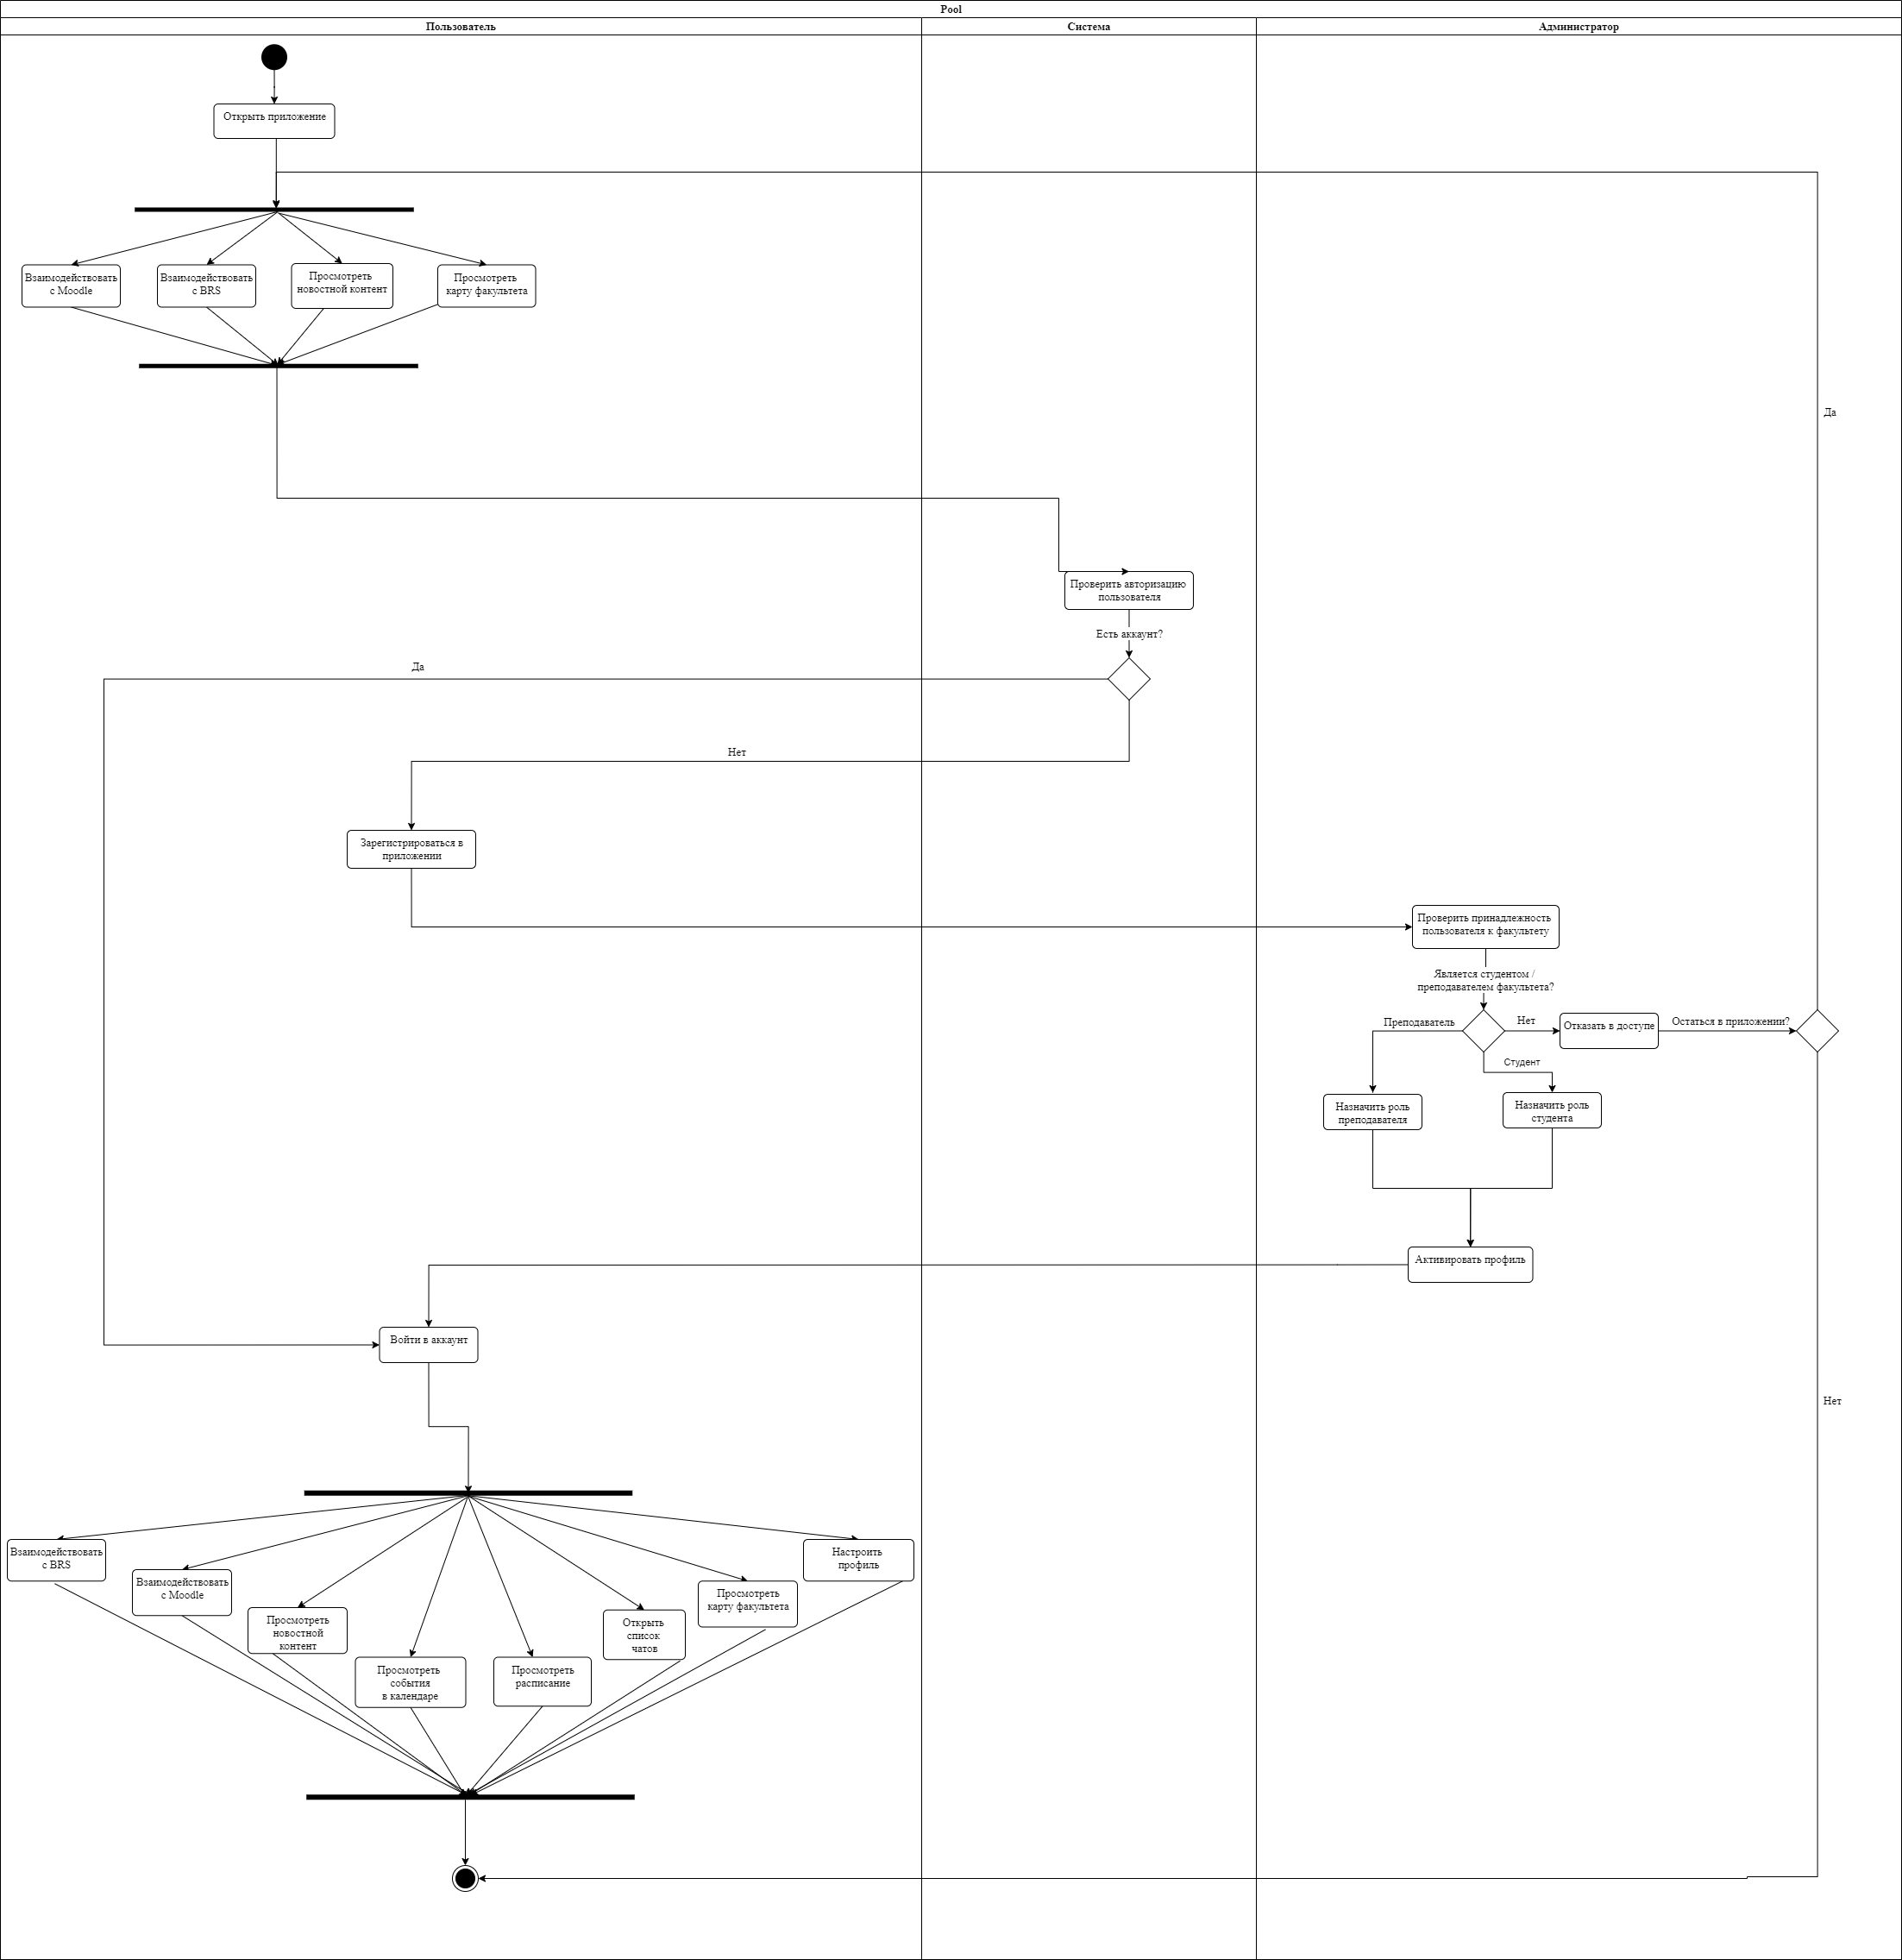 Pool
Пользователь
Система
Администратор
Открыть приложение
Взаимодействовать
с Moodle
Взаимодействовать
с BRS
Просмотреть
новостной контент
Просмотреть
карту факультета
Да
Проверить авторизацию
пользователя
Есть аккаунт?
Да
Нет
Зарегистрироваться в
приложении
Проверить принадлежность
пользователя к факультету
Является студентом /
преподавателем факультета?
Преподаватель
Нет
Отказать в доступе
Остаться в приложении?
Студент
Назначить роль
преподавателя
Назначить роль
студента
Активировать профиль
Войти в аккаунт
Нет
Взаимодействовать
с BRS
Взаимодействовать
с Moodle
Просмотреть
новостной
контент
Просмотреть
события
в календаре
Просмотреть
расписание
Открыть
список
чатов
Просмотреть
карту факультета
Настроить
профиль